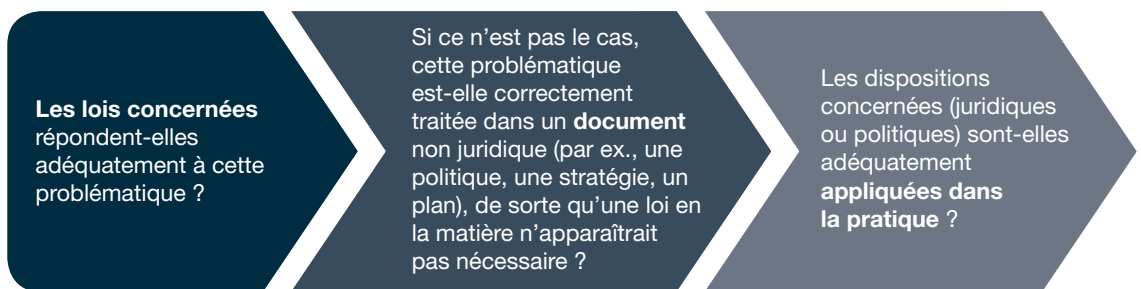 Les lois concernées
répondent-elles
adéquatement à cette
problématique ?
Si ce n’est pas le cas,
cette problématique
est-elle correctement
traitée dans un document
non juridique (par ex., une
politique, une stratégie, un
plan), de sorte qu’une loi en
la matière n’apparaîtrait
pas nécessaire ?
Les dispositions
concernées (juridiques
ou politiques) sont-elles
adéquatement
appliquées dans
la pratique ?